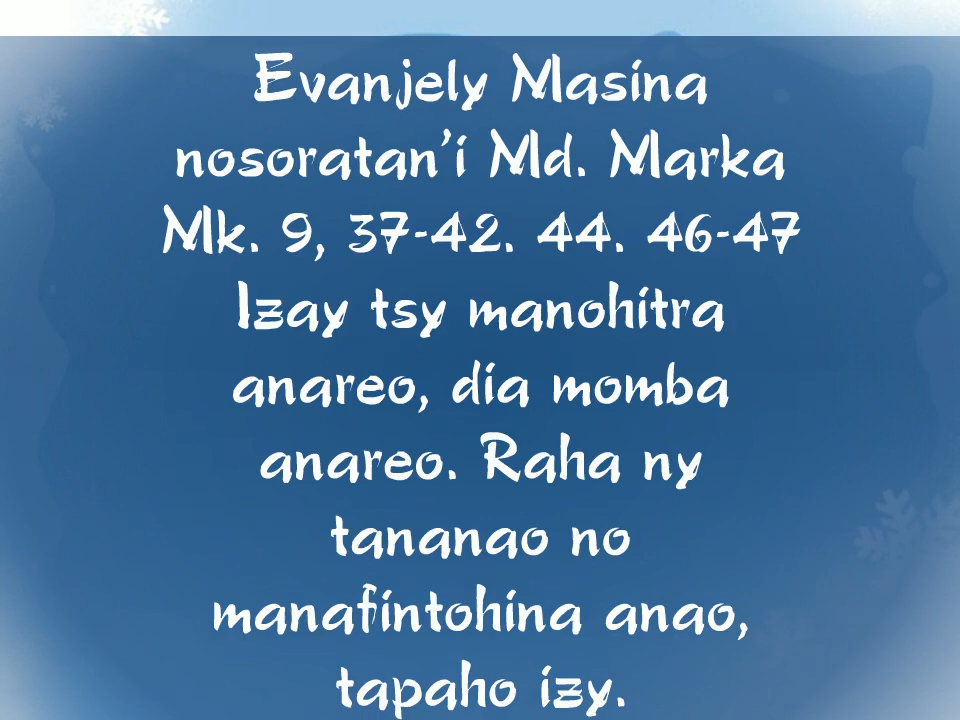 Evanjely Masina
nosoratan’i Md. Marka
Mk. 9, 37-42. 44. 46-47
Izay tsy manohitra
anareo, dia momba
anareo. Raha ny
tananao no
manafintohina anao,
tapaho izy.